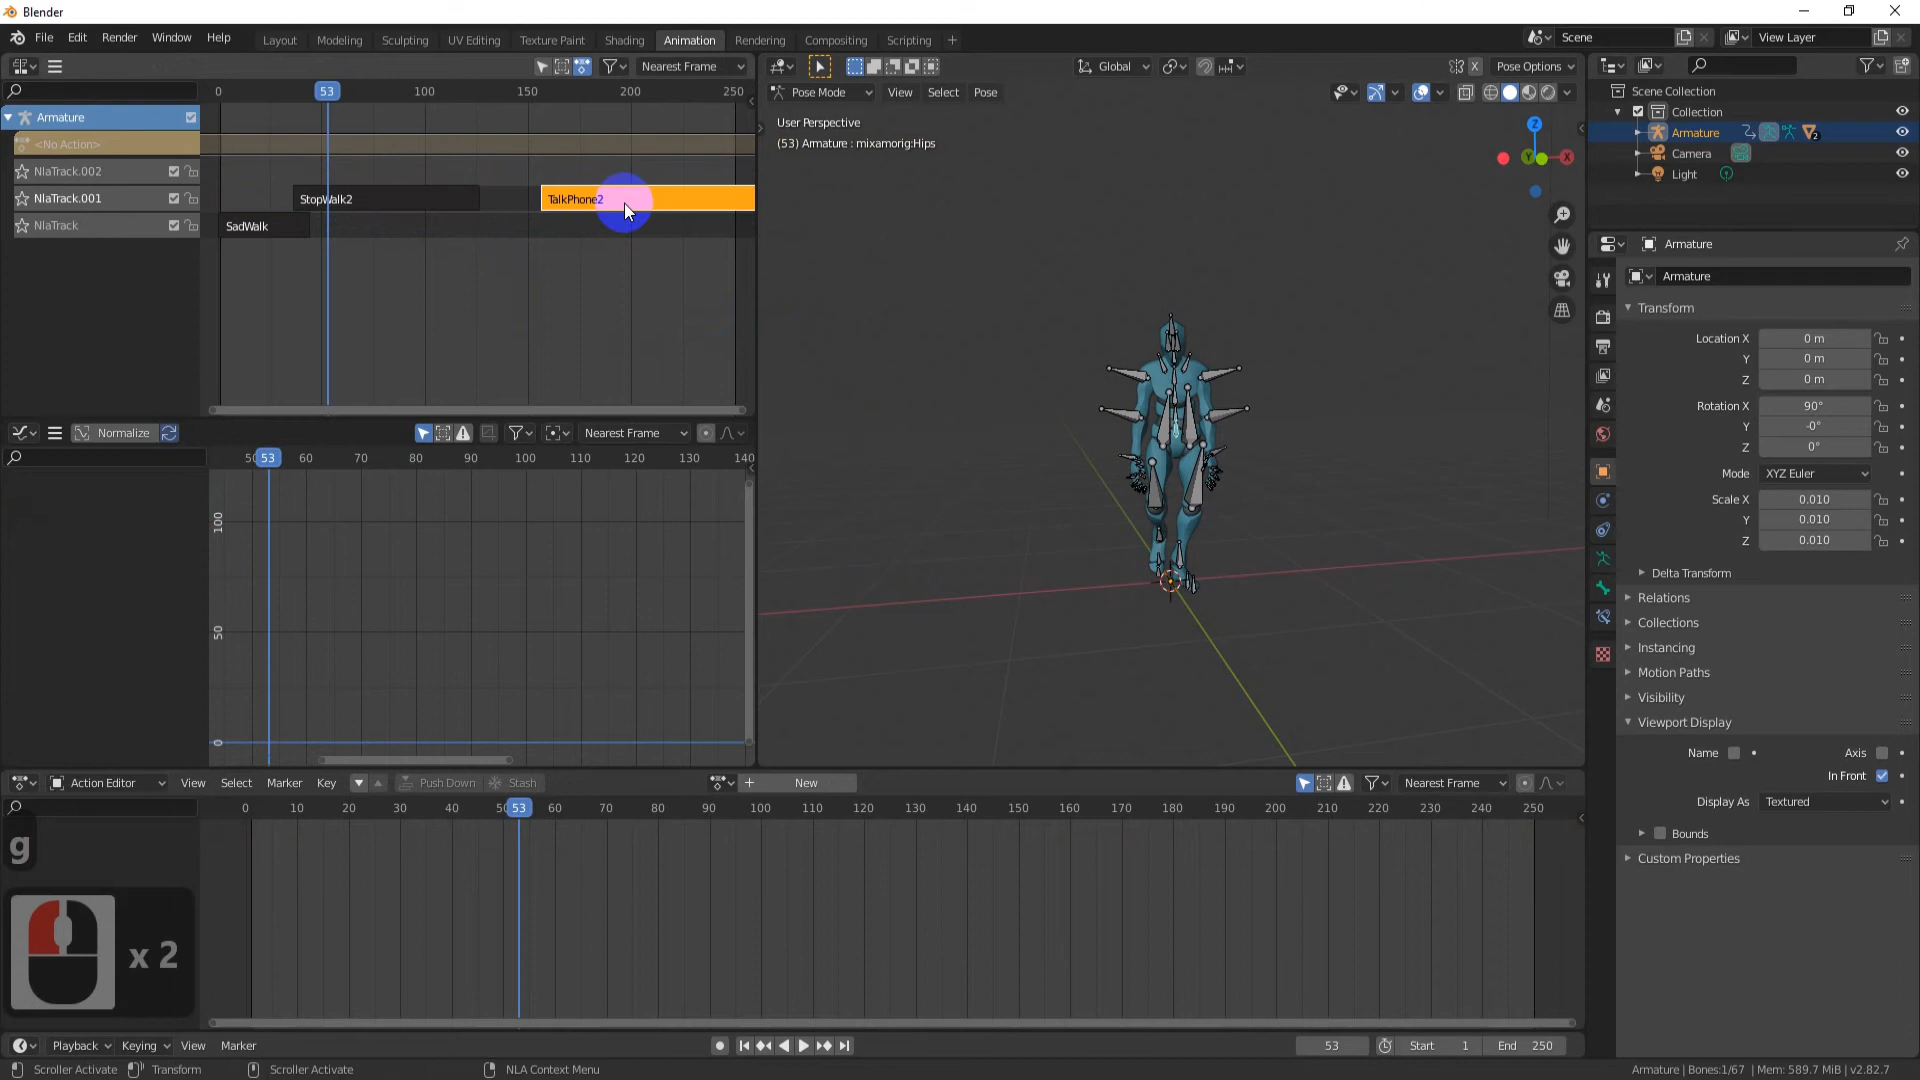 Blender
File Edit Render Window Help Layout Modeling Sculpting UV Editing Texture Paint Shading Animation Rendering Compositing Scripting + Scene View Layer
Nearest Frame Global Pose Options
0 53 100 150 200 250 Pose Mode View Select Pose Scene Collection
Armature User Perspective Collection
<No Action> (53) Armature : mixamorig:Hips Armature
NlaTrack.002 Camera
NlaTrack.001 StopWalk2 TalkPhone2 Light
NlaTrack SadWalk
Armature
Armature
Transform
Location X 0 m
Y 0 m
Z 0 m
Rotation X 90°
Y -0°
Z 0°
Mode XYZ Euler
Scale X 0.010
Y 0.010
Z 0.010
Delta Transform
Relations
Collections
Instancing
Motion Paths
Visibility
Viewport Display
Name Axis
In Front
Display As Textured
Bounds
Custom Properties
Normalize Nearest Frame
50 53 60 70 80 90 100 110 120 130 140
100
50
0
Action Editor View Select Marker Key Push Down Stash + New Nearest Frame
0 10 20 30 40 50 53 60 70 80 90 100 110 120 130 140 150 160 170 180 190 200 210 220 230 240 250
g
x 2
Playback Keying View Marker 53 Start 1 End 250
Scroller Activate Transform Scroller Activate NLA Context Menu Armature | Bones:1/67 | Mem: 589.7 MiB | v2.82.7